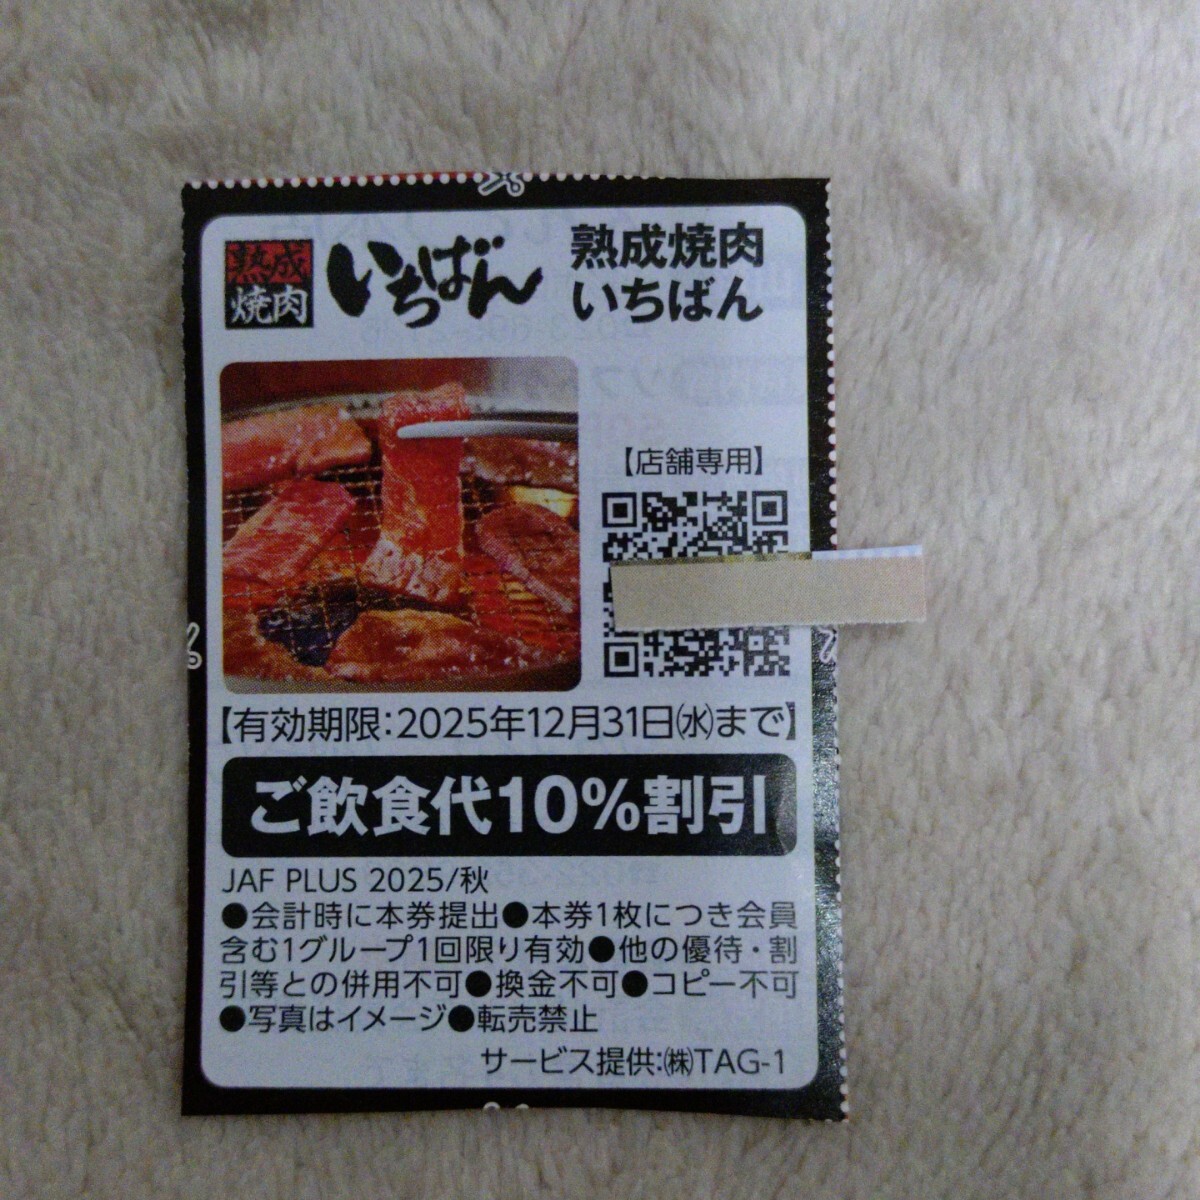 熟成
焼肉
いちばん
熟成焼肉
いちばん
【店舗専用】
【有効期限:2025年12月31日㈬まで】
ご飲食代10%割引
JAF PLUS 2025/秋
●会計時に本券提出●本券1枚につき会員
含む1グループ1回限り有効●他の優待・割
引等との併用不可●換金不可●コピー不可
●写真はイメージ●転売禁止
サービス提供:㈱TAG-1